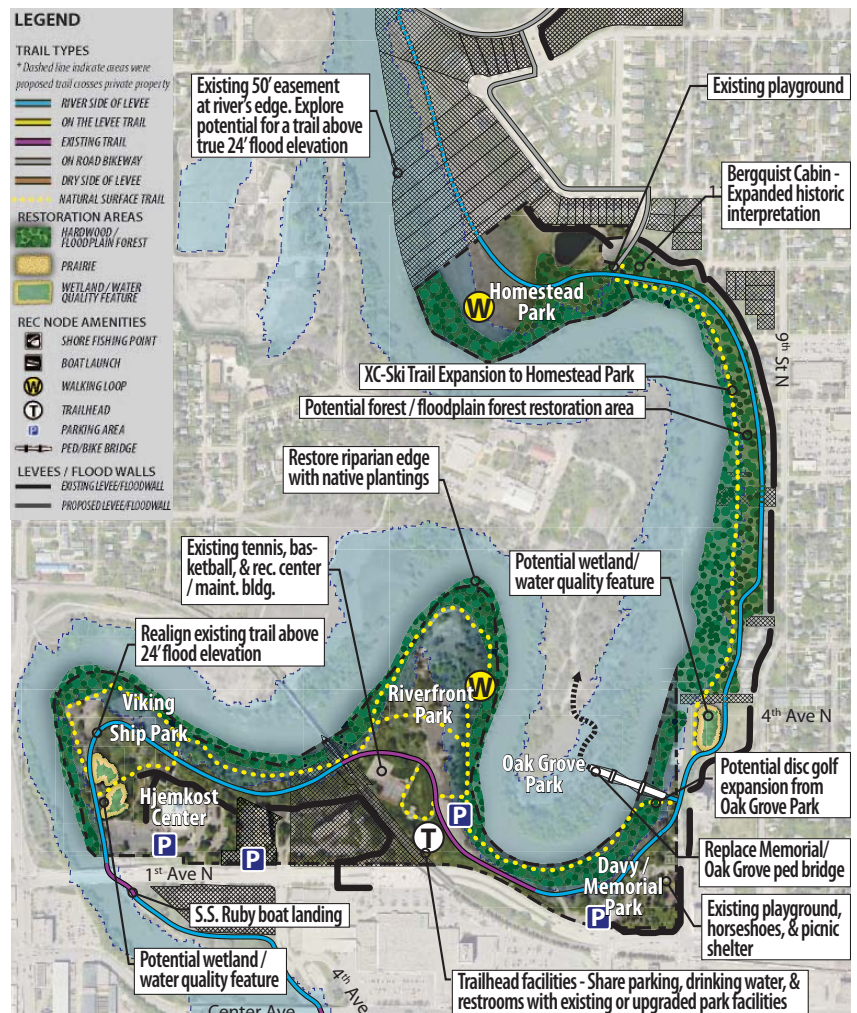 LEGEND
TRAIL TYPES
* Dashed line indicate areas were
proposed trail crosses private property
RIVER SIDE OF LEVEE
ON THE LEVEE TRAIL
EXISTING TRAIL
ON ROAD BIKEWAY
DRY SIDE OF LEVEE
NATURAL SURFACE TRAIL
RESTORATION AREAS
HARDWOOD /
FLOODPLAIN FOREST
PRAIRIE
WETLAND / WATER
QUALITY FEATURE
REC NODE AMENITIES
SHORE FISHING POINT
BOAT LAUNCH
W WALKING LOOP
T TRAILHEAD
P PARKING AREA
PED/BIKE BRIDGE
LEVEES / FLOOD WALLS
EXISTING LEVEE/FLOODWALL
PROPOSED LEVEE/FLOODWALL
Existing 50' easement
at river's edge. Explore
potential for a trail above
true 24' flood elevation
Existing playground
Bergquist Cabin -
Expanded historic
interpretation
1
W
Homestead
Park
9th St N
XC-Ski Trail Expansion to Homestead Park
Potential forest / floodplain forest restoration area
Restore riparian edge
with native plantings
Existing tennis, bas-
ketball, & rec. center
/ maint. bldg.
Potential wetland/
water quality feature
Realign existing trail above
24' flood elevation
Viking
Ship Park
Riverfront
Park
W
4th Ave N
Oak Grove
Park
Hjemkost
Center
P
P
P
T
Potential disc golf
expansion from
Oak Grove Park
Replace Memorial/
Oak Grove ped bridge
1st Ave N
Davy /
Memorial
Park
P
Existing playground,
horseshoes, & picnic
shelter
S.S. Ruby boat landing
Potential wetland /
water quality feature
4th Ave
Center Ave
Trailhead facilities - Share parking, drinking water, &
restrooms with existing or upgraded park facilities